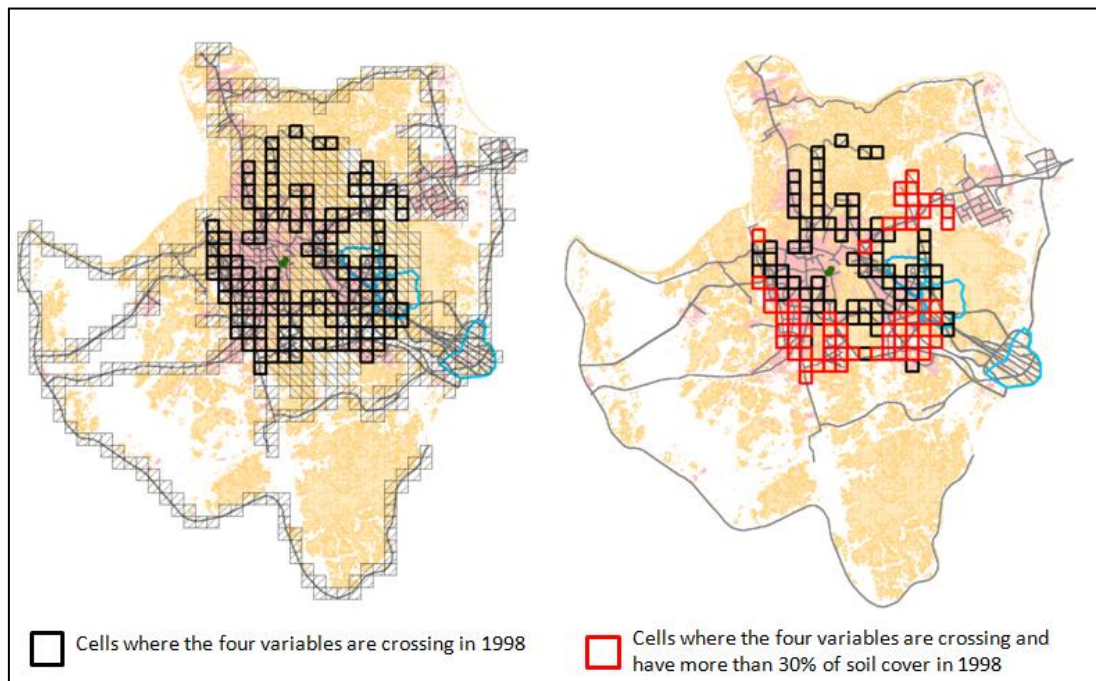 Cells where the four variables are crossing in 1998
Cells where the four variables are crossing and
have more than 30% of soil cover in 1998